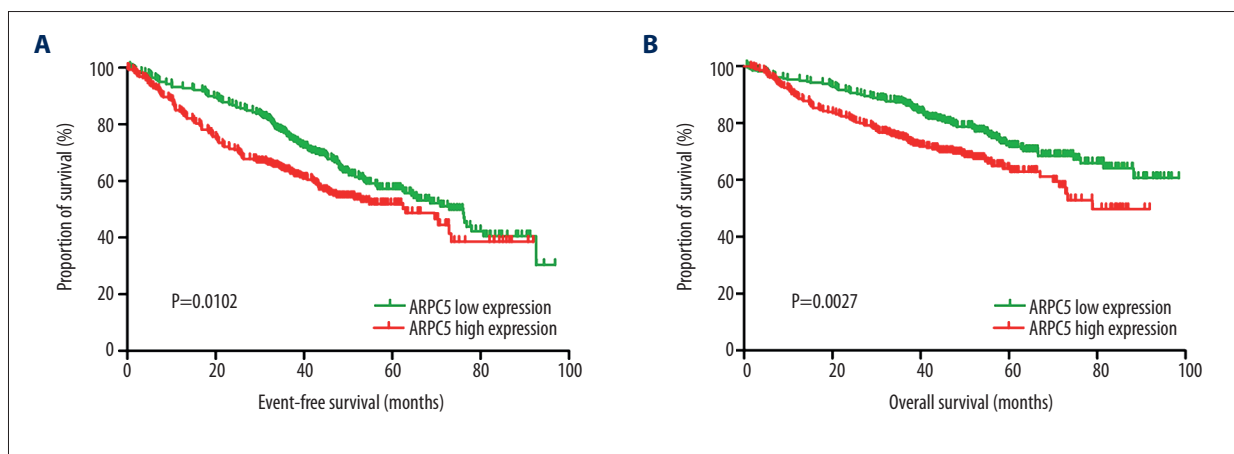 A
Proportion of survival (%)
100
80
60
40
20
0
P=0.0102
ARPC5 low expression
ARPC5 high expression
0 20 40 60 80 100
Event-free survival (months)
B
Proportion of survival (%)
100
80
60
40
20
0
P=0.0027
ARPC5 low expression
ARPC5 high expression
0 20 40 60 80 100
Overall survival (months)